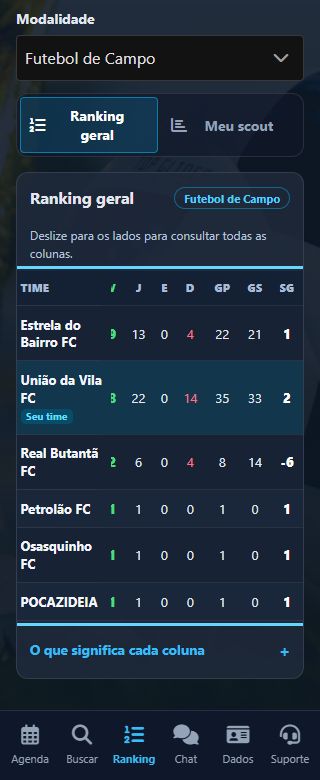 Modalidade
Futebol de Campo
Ranking
geral
Meu scout
Ranking geral
Futebol de Campo
Deslize para os lados para consultar todas as
colunas.
TIME J E D GP GS SG
Estrela do
Bairro FC
13 0 4 22 21 1
União da Vila
FC
22 0 14 35 33 2
Seu time
Real Butantã
FC
6 0 4 8 14 -6
Petrolão FC 1 0 0 1 0 1
Osasquinho
FC
1 0 0 1 0 1
POCAZIDEIA 1 0 0 1 0 1
O que significa cada coluna +
Agenda Buscar Ranking Chat Dados Suporte